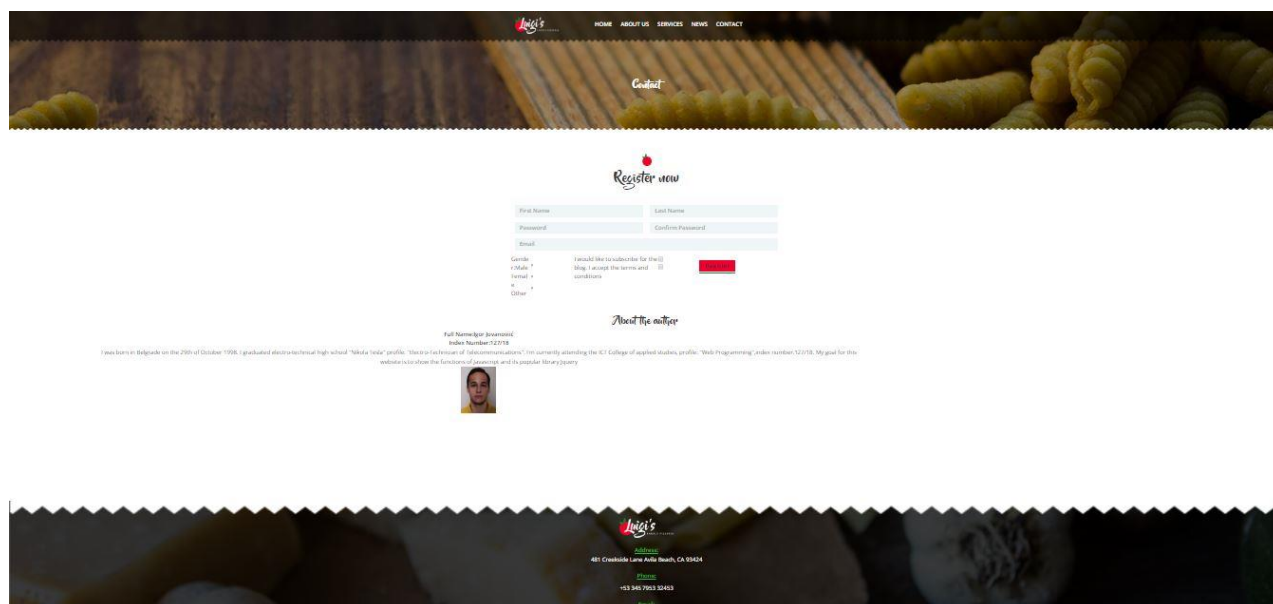 Luigi's
HOME ABOUT US SERVICES NEWS CONTACT
Contact
Register now
First Name Last Name
Password Confirm Password
Email
Gende
r:Male
Femal
e
Other
I would like to subscribe for the
blog. I accept the terms and
conditions
About the author
Full Name:Igor Jovanović
Index Number:127/18
I was born in Belgrade on the 29th of October 1998. I graduated electro-technical high school "Nikola Tesla" profile: "Electro-technician of Telecommunications". I'm currently attending the ICT College of applied studies, profile: "Web Programming",index number:127/18. My goal for this
website is to show the functions of Javascript and its popular library Jquery
Luigi's
Address:
481 Creekside Lane Avila Beach, CA 93424
Phone:
+53 345 7953 32453